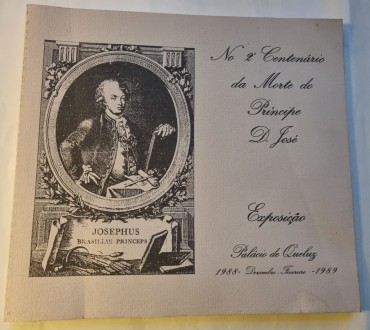 No 2º Centenário
da Morte do
Príncipe
D. José
Exposição
Palácio de Queluz
1988 - Dezembro - Fevereiro - 1989
JOSEPHUS
BRASILIAE PRINCEPS